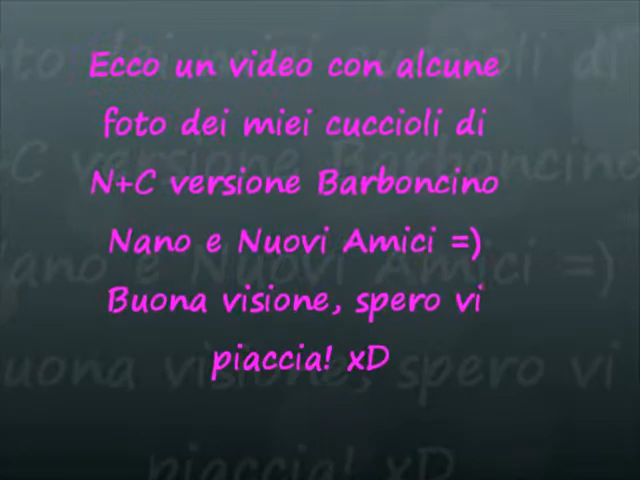 Ecco un video con alcune
foto dei miei cuccioli di
N+C versione Barboncino
Nano e Nuovi Amici =)
Buona visione, spero vi
piaccia! xD